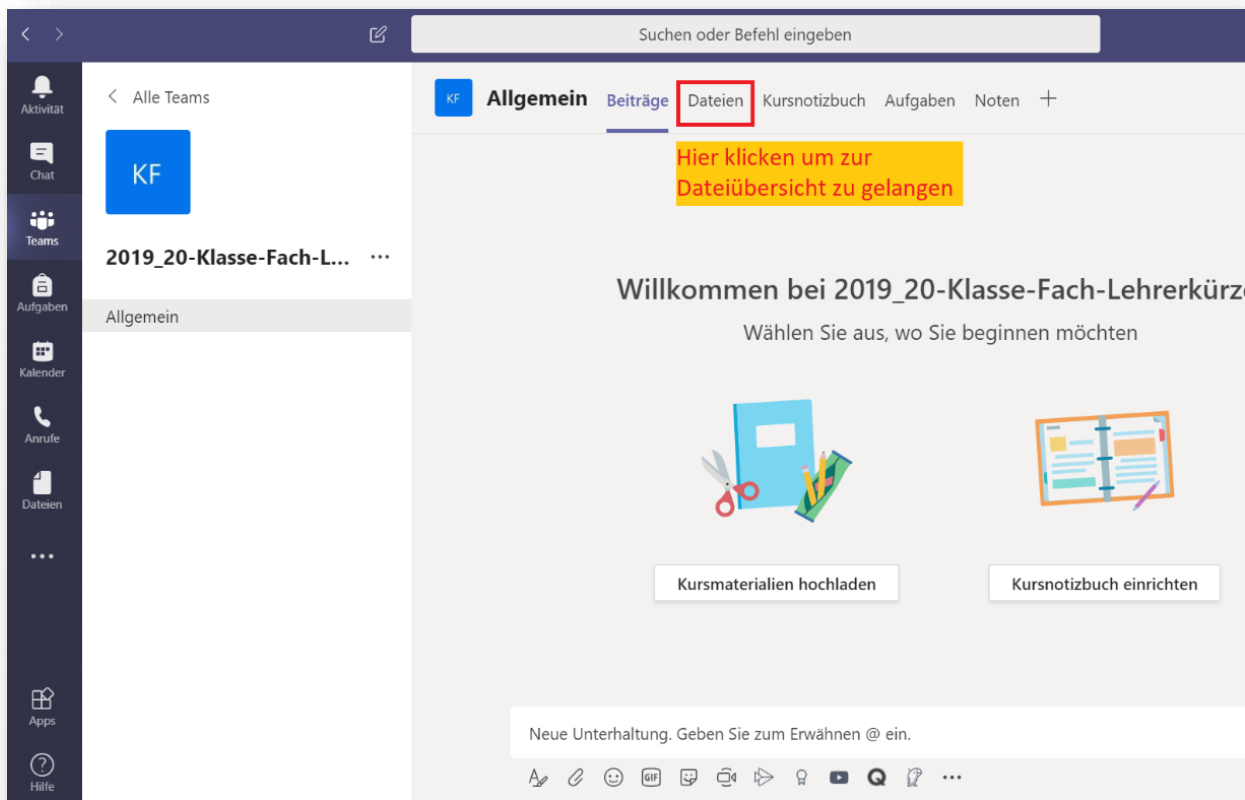 Suchen oder Befehl eingeben
Aktivität
Chat
Teams
Aufgaben
Kalender
Anrufe
Dateien
Apps
Hilfe
Alle Teams
KF
2019_20-Klasse-Fach-L...
Allgemein
KF
Allgemein Beiträge Dateien Kursnotizbuch Aufgaben Noten
Hier klicken um zur
Dateiübersicht zu gelangen
Willkommen bei 2019_20-Klasse-Fach-Lehrerkürze
Wählen Sie aus, wo Sie beginnen möchten
Kursmaterialien hochladen
Kursnotizbuch einrichten
Neue Unterhaltung. Geben Sie zum Erwähnen @ ein.
GIF